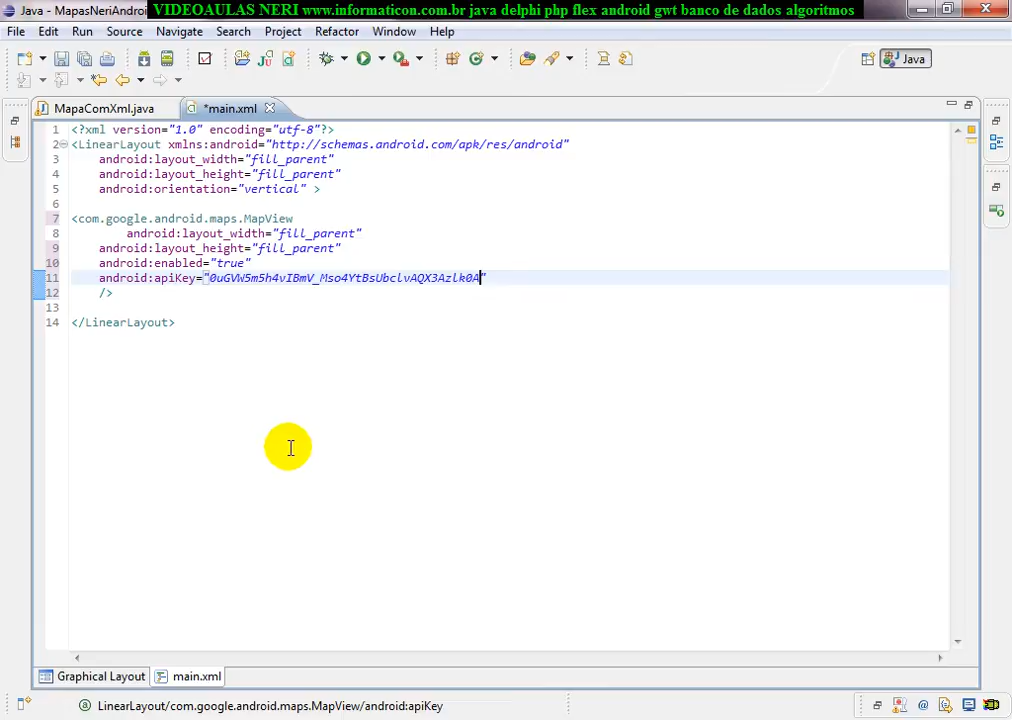 Java - MapasNeriAndroi
VIDEOAULAS NERI www.informaticon.com.br java delphi php flex android gwt banco de dados algoritmos
File Edit Run Source Navigate Search Project Refactor Window Help
Java
MapaComXml.java *main.xml
1 <?xml version="1.0" encoding="utf-8"?>
2 <LinearLayout xmlns:android="http://schemas.android.com/apk/res/android"
3 android:layout_width="fill_parent"
4 android:layout_height="fill_parent"
5 android:orientation="vertical" >
6
7 <com.google.android.maps.MapView
8 android:layout_width="fill_parent"
9 android:layout_height="fill_parent"
10 android:enabled="true"
11 android:apiKey="0uGVW5m5h4vIBmV_Mso4YtBsUbclvAQX3Azlk0A"
12 />
13
14 </LinearLayout>
Graphical Layout main.xml
LinearLayout/com.google.android.maps.MapView/android:apiKey